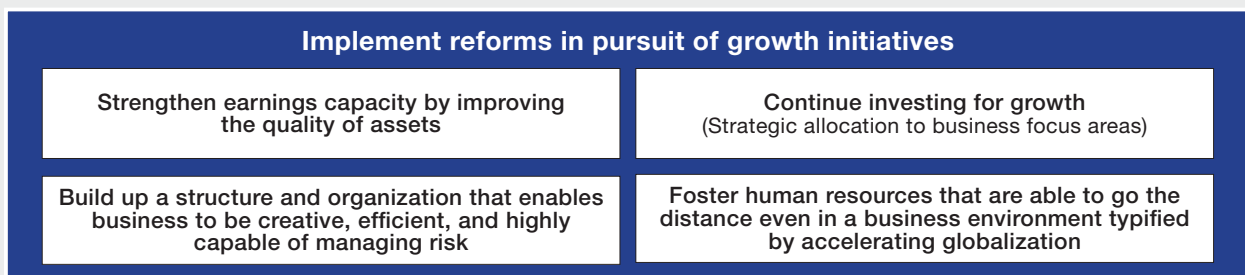 Implement reforms in pursuit of growth initiatives
Strengthen earnings capacity by improving
the quality of assets
Continue investing for growth
(Strategic allocation to business focus areas)
Build up a structure and organization that enables
business to be creative, efficient, and highly
capable of managing risk
Foster human resources that are able to go the
distance even in a business environment typified
by accelerating globalization